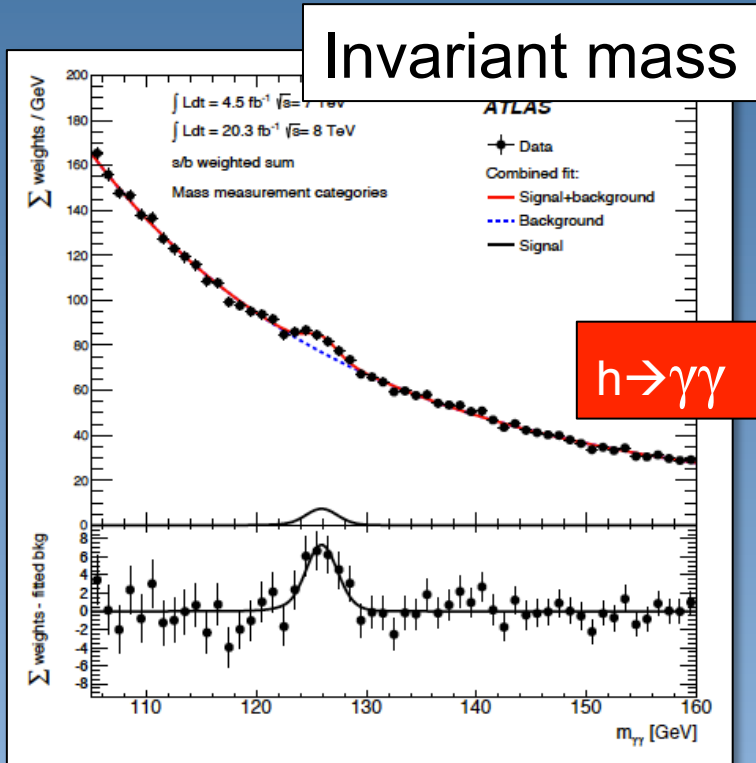 Invariant mass
∑ weights / GeV
200
180
160
140
120
100
80
60
40
20
0
∫ Ldt = 4.5 fb⁻¹ √s= 7 TeV
∫ Ldt = 20.3 fb⁻¹ √s= 8 TeV
s/b weighted sum
Mass measurement categories
ATLAS
Data
Combined fit:
Signal+background
Background
Signal
h→γγ
∑ weights - fitted bkg
8
6
4
2
0
-2
-4
-6
-8
110 120 130 140 150 160
mγγ [GeV]